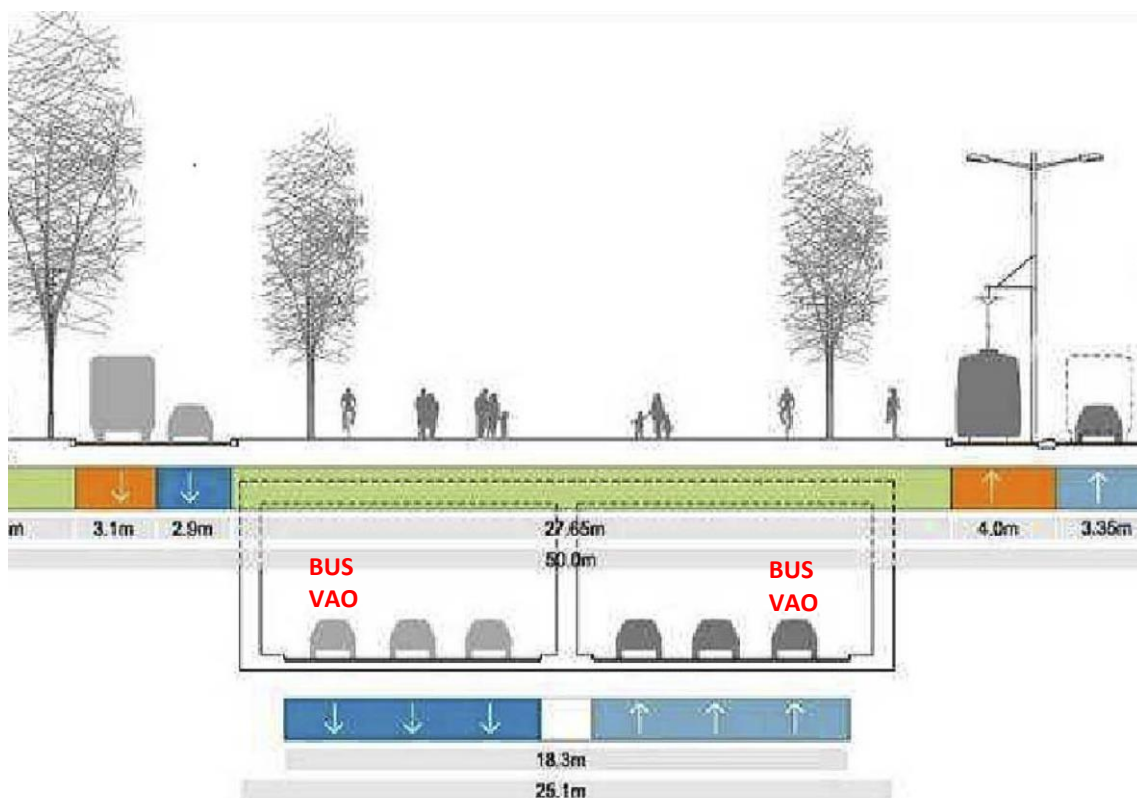 m
3.1m
2.9m
27.65m
4.0m
3.35m
50.0m
BUS
VAO
BUS
VAO
18.3m
25.1m